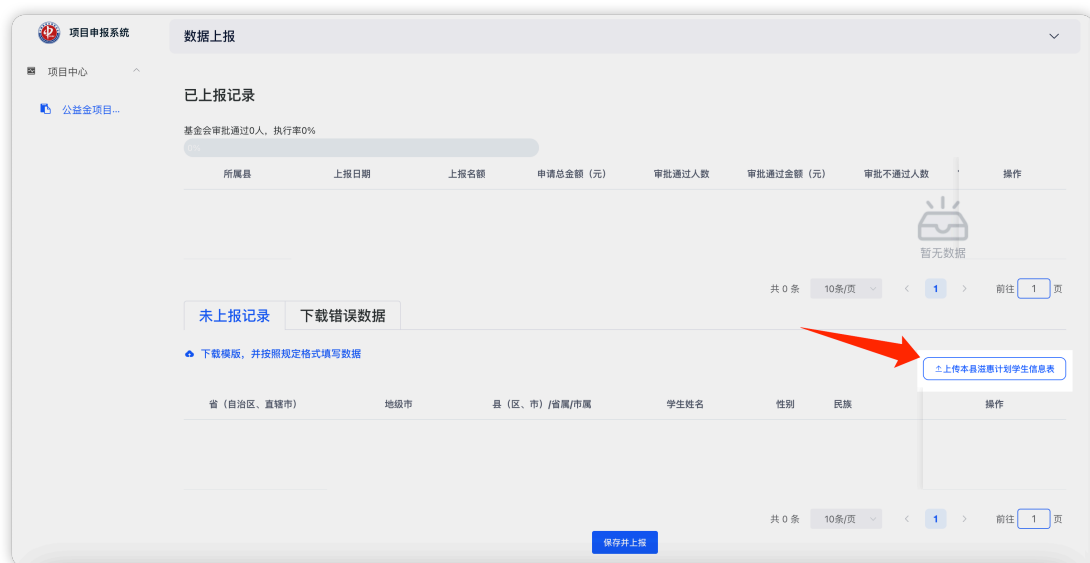 项目申报系统
数据上报
项目中心
公益金项目...
已上报记录
基金会审批通过0人，执行率0%
0%
所属县 上报日期 上报名额 申请总金额（元） 审批通过人数 审批通过金额（元） 审批不通过人数 操作
暂无数据
共 0 条 10条/页 1 前往 1 页
未上报记录 下载错误数据
下载模版，并按照规定格式填写数据
上传本县滋惠计划学生信息表
省（自治区、直辖市） 地级市 县（区、市）/省属/市属 学生姓名 性别 民族 操作
共 0 条 10条/页 1 前往 1 页
保存并上报